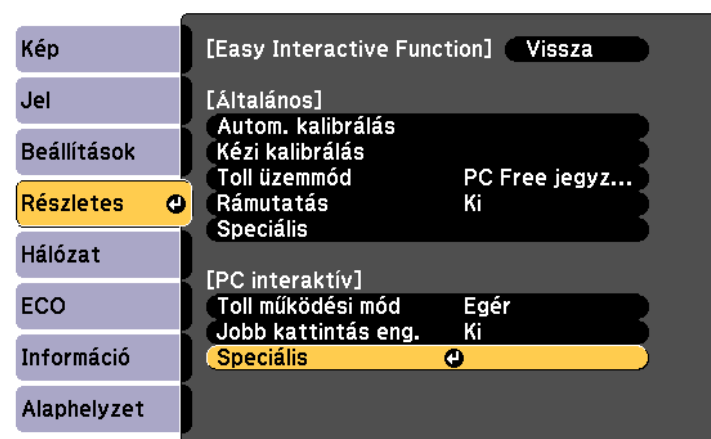 Kép
Jel
Beállítások
Részletes
Hálózat
ECO
Információ
Alaphelyzet
[Easy Interactive Function] Vissza
[Általános]
Autom. kalibrálás
Kézi kalibrálás
Toll üzemmód PC Free jegyz...
Rámutatás Ki
Speciális
[PC interaktív]
Toll működési mód Egér
Jobb kattintás eng. Ki
Speciális